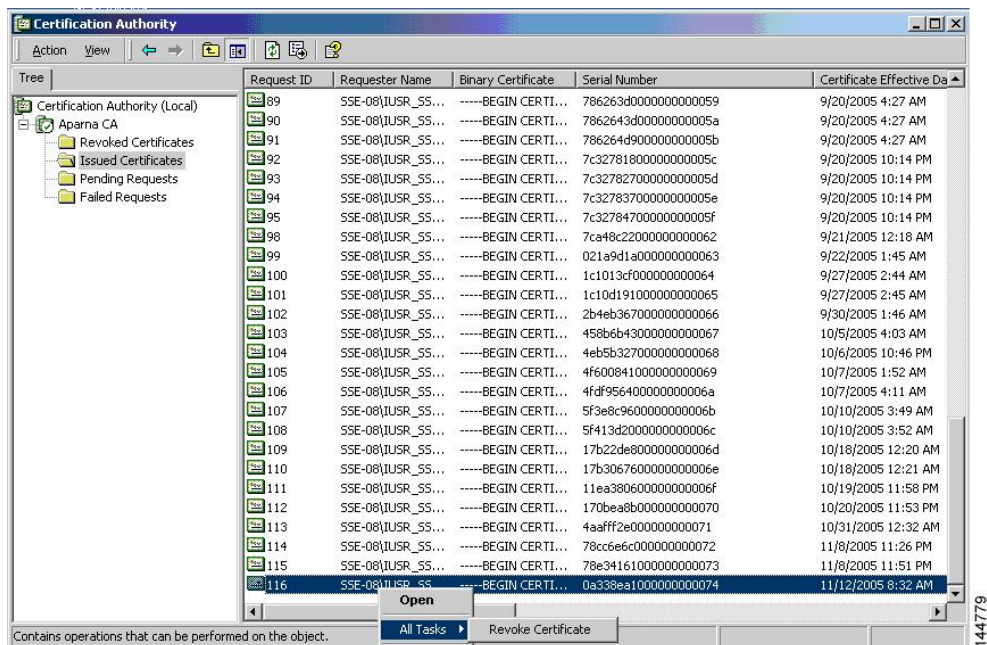 Certification Authority
Action View
Tree
Request ID Requester Name Binary Certificate Serial Number Certificate Effective Da
Certification Authority (Local)
Aparna CA
Revoked Certificates
Issued Certificates
Pending Requests
Failed Requests
89 SSE-08\IUSR_SS... -----BEGIN CERTI... 786263d0000000000059 9/20/2005 4:27 AM
90 SSE-08\IUSR_SS... -----BEGIN CERTI... 7862643d00000000005a 9/20/2005 4:27 AM
91 SSE-08\IUSR_SS... -----BEGIN CERTI... 786264d900000000005b 9/20/2005 4:27 AM
92 SSE-08\IUSR_SS... -----BEGIN CERTI... 7c32781800000000005c 9/20/2005 10:14 PM
93 SSE-08\IUSR_SS... -----BEGIN CERTI... 7c32782700000000005d 9/20/2005 10:14 PM
94 SSE-08\IUSR_SS... -----BEGIN CERTI... 7c32783700000000005e 9/20/2005 10:14 PM
95 SSE-08\IUSR_SS... -----BEGIN CERTI... 7c32784700000000005f 9/20/2005 10:14 PM
98 SSE-08\IUSR_SS... -----BEGIN CERTI... 7ca48c22000000000062 9/21/2005 12:18 AM
99 SSE-08\IUSR_SS... -----BEGIN CERTI... 021a9d1a000000000063 9/22/2005 1:45 AM
100 SSE-08\IUSR_SS... -----BEGIN CERTI... 1c1013cf000000000064 9/27/2005 2:44 AM
101 SSE-08\IUSR_SS... -----BEGIN CERTI... 1c10d191000000000065 9/27/2005 2:45 AM
102 SSE-08\IUSR_SS... -----BEGIN CERTI... 2b4eb367000000000066 9/30/2005 1:46 AM
103 SSE-08\IUSR_SS... -----BEGIN CERTI... 458b6b43000000000067 10/5/2005 4:03 AM
104 SSE-08\IUSR_SS... -----BEGIN CERTI... 4eb5b327000000000068 10/6/2005 10:46 PM
105 SSE-08\IUSR_SS... -----BEGIN CERTI... 4f600841000000000069 10/7/2005 1:52 AM
106 SSE-08\IUSR_SS... -----BEGIN CERTI... 4fdf956400000000006a 10/7/2005 4:11 AM
107 SSE-08\IUSR_SS... -----BEGIN CERTI... 5f3e8c9600000000006b 10/10/2005 3:49 AM
108 SSE-08\IUSR_SS... -----BEGIN CERTI... 5f413d2000000000006c 10/10/2005 3:52 AM
109 SSE-08\IUSR_SS... -----BEGIN CERTI... 17b22de800000000006d 10/18/2005 12:20 AM
110 SSE-08\IUSR_SS... -----BEGIN CERTI... 17b3067600000000006e 10/18/2005 12:21 AM
111 SSE-08\IUSR_SS... -----BEGIN CERTI... 11ea380600000000006f 10/19/2005 11:58 PM
112 SSE-08\IUSR_SS... -----BEGIN CERTI... 170bea8b000000000070 10/20/2005 11:53 PM
113 SSE-08\IUSR_SS... -----BEGIN CERTI... 4aafff2e000000000071 10/31/2005 12:32 AM
114 SSE-08\IUSR_SS... -----BEGIN CERTI... 78cc6e6c000000000072 11/8/2005 11:26 PM
115 SSE-08\IUSR_SS... -----BEGIN CERTI... 78e34161000000000073 11/8/2005 11:51 PM
116 SSE-08\IUSR_SS... -----BEGIN CERTI... 0a338ea1000000000074 11/12/2005 8:32 AM
Open
All Tasks Revoke Certificate
Contains operations that can be performed on the object.
144779